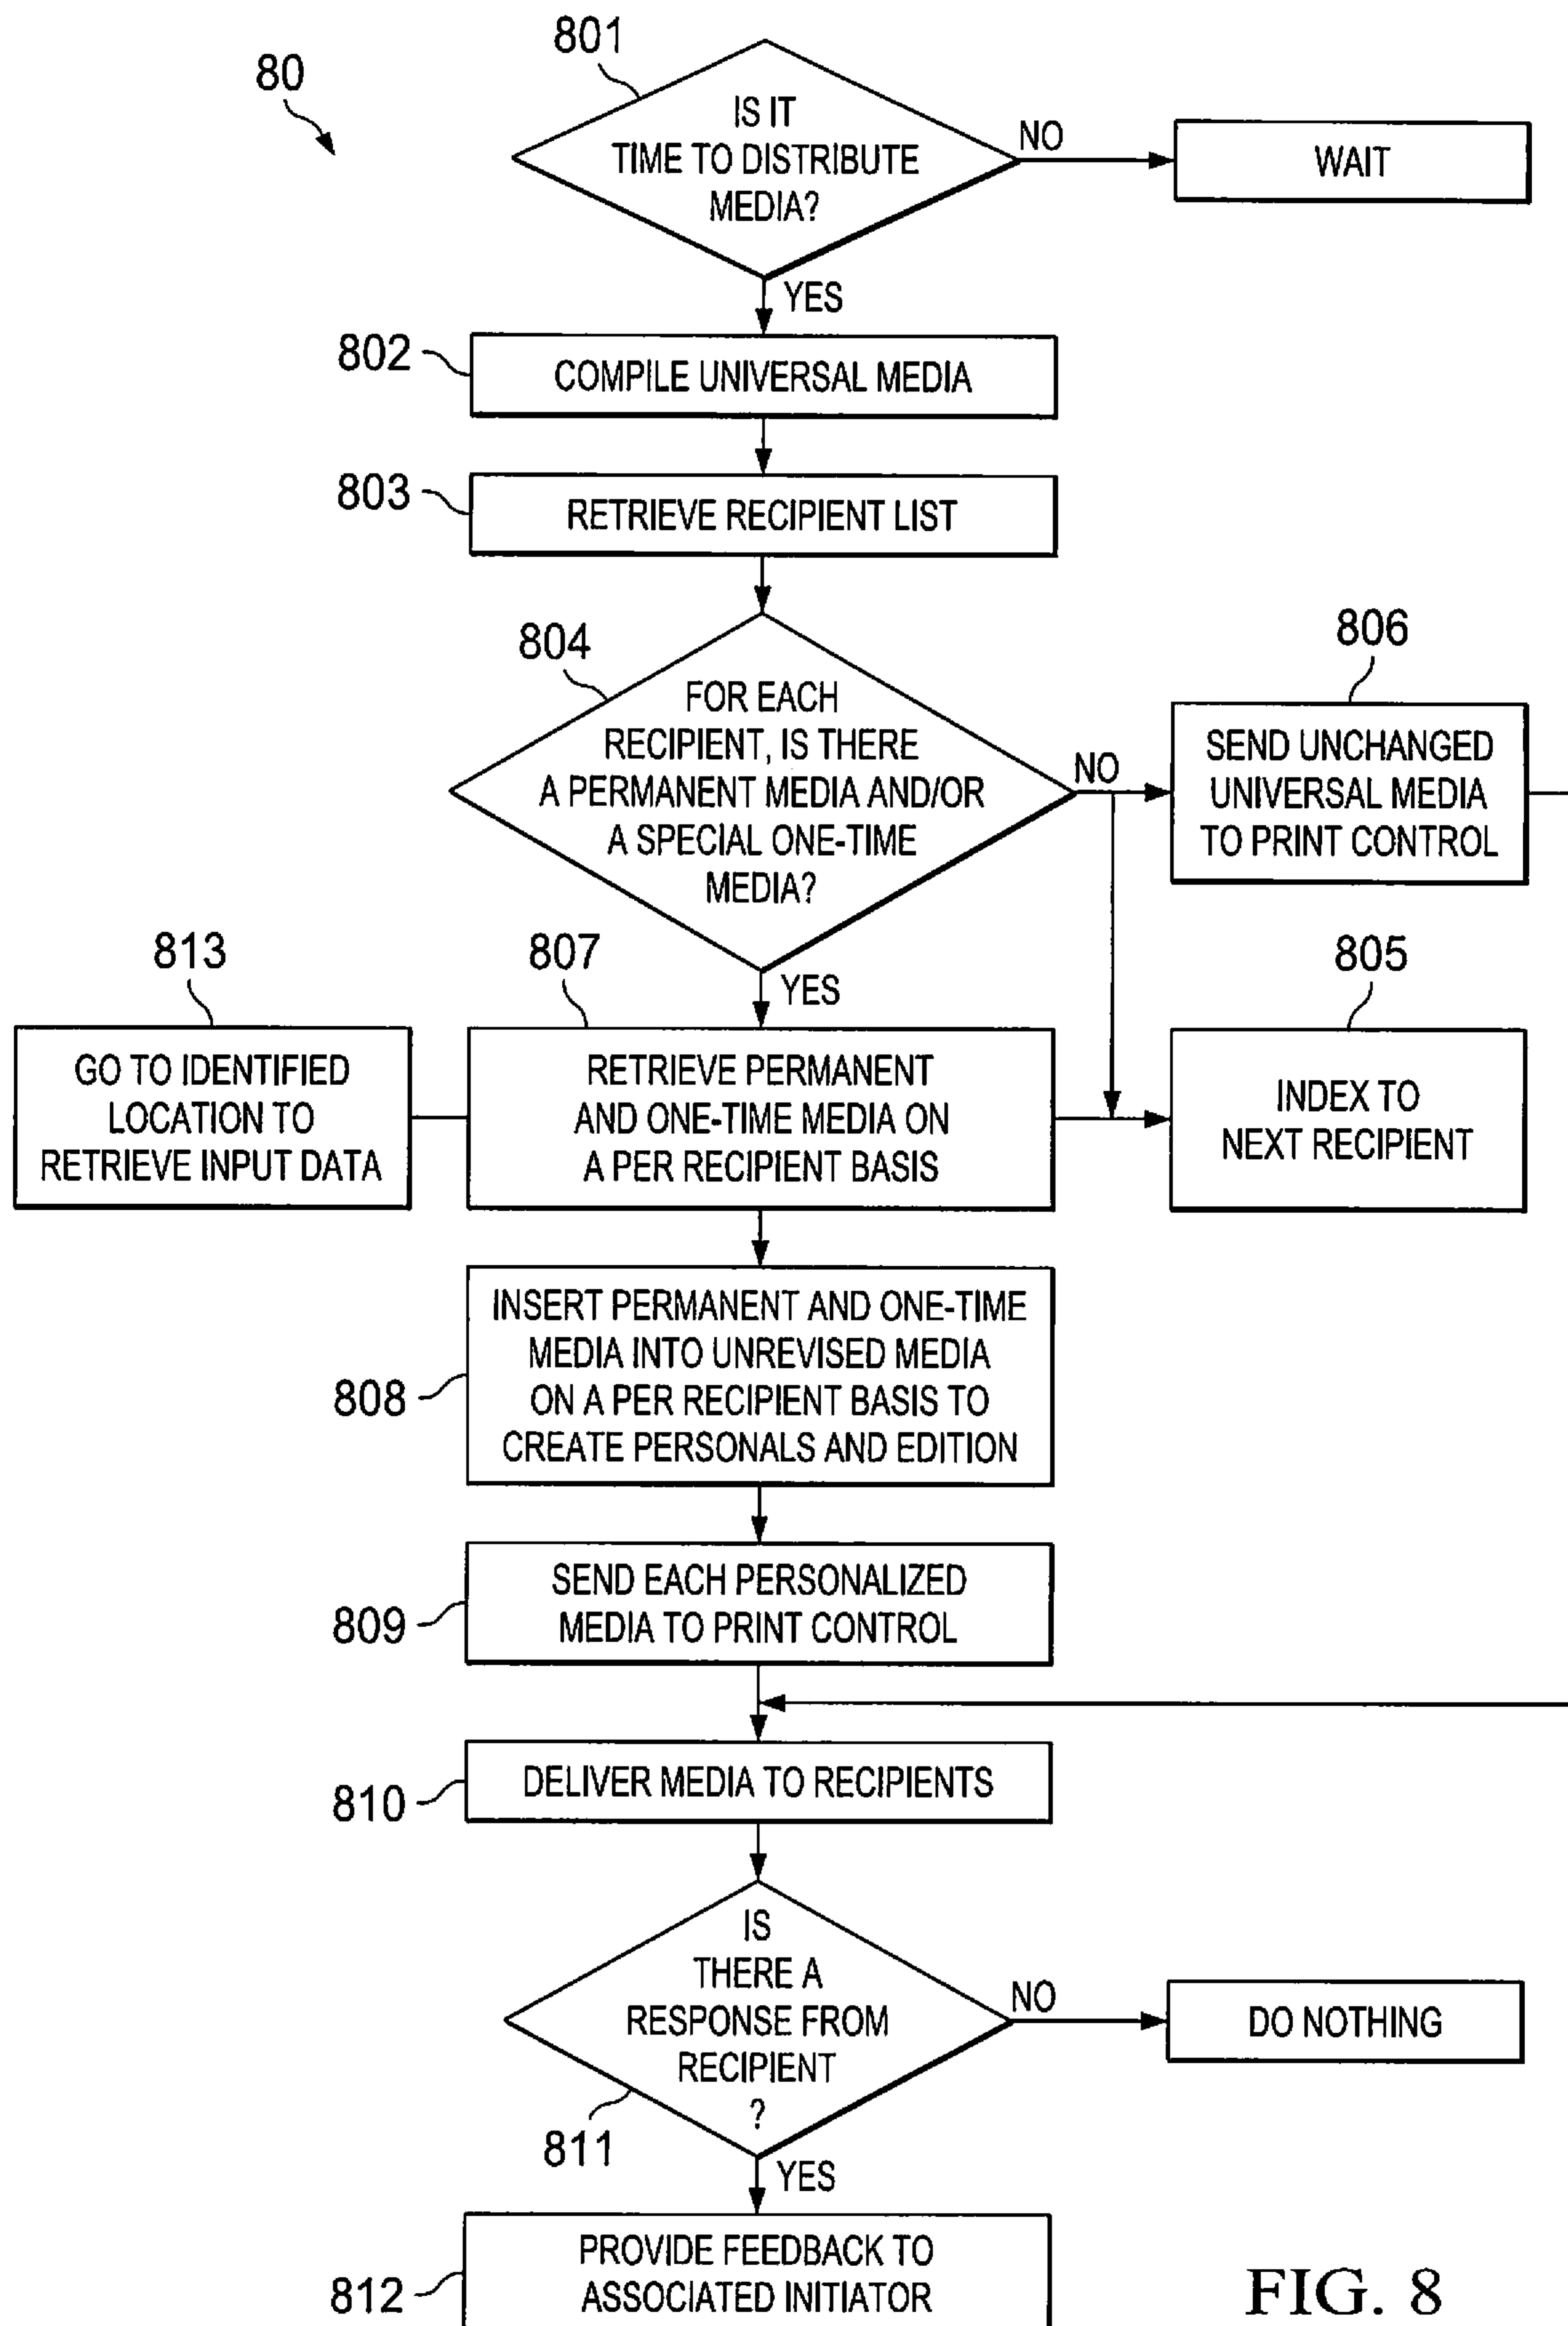 80
801
IS IT
TIME TO DISTRIBUTE
MEDIA?
NO
WAIT
YES
802
COMPILE UNIVERSAL MEDIA
803
RETRIEVE RECIPIENT LIST
804
FOR EACH
RECIPIENT, IS THERE
A PERMANENT MEDIA AND/OR
A SPECIAL ONE-TIME
MEDIA?
NO
806
SEND UNCHANGED
UNIVERSAL MEDIA
TO PRINT CONTROL
YES
813
GO TO IDENTIFIED
LOCATION TO
RETRIEVE INPUT DATA
807
RETRIEVE PERMANENT
AND ONE-TIME MEDIA ON
A PER RECIPIENT BASIS
805
INDEX TO
NEXT RECIPIENT
808
INSERT PERMANENT AND ONE-TIME
MEDIA INTO UNREVISED MEDIA
ON A PER RECIPIENT BASIS TO
CREATE PERSONALS AND EDITION
809
SEND EACH PERSONALIZED
MEDIA TO PRINT CONTROL
810
DELIVER MEDIA TO RECIPIENTS
811
IS
THERE A
RESPONSE FROM
RECIPIENT
?
NO
DO NOTHING
YES
812
PROVIDE FEEDBACK TO
ASSOCIATED INITIATOR
FIG. 8